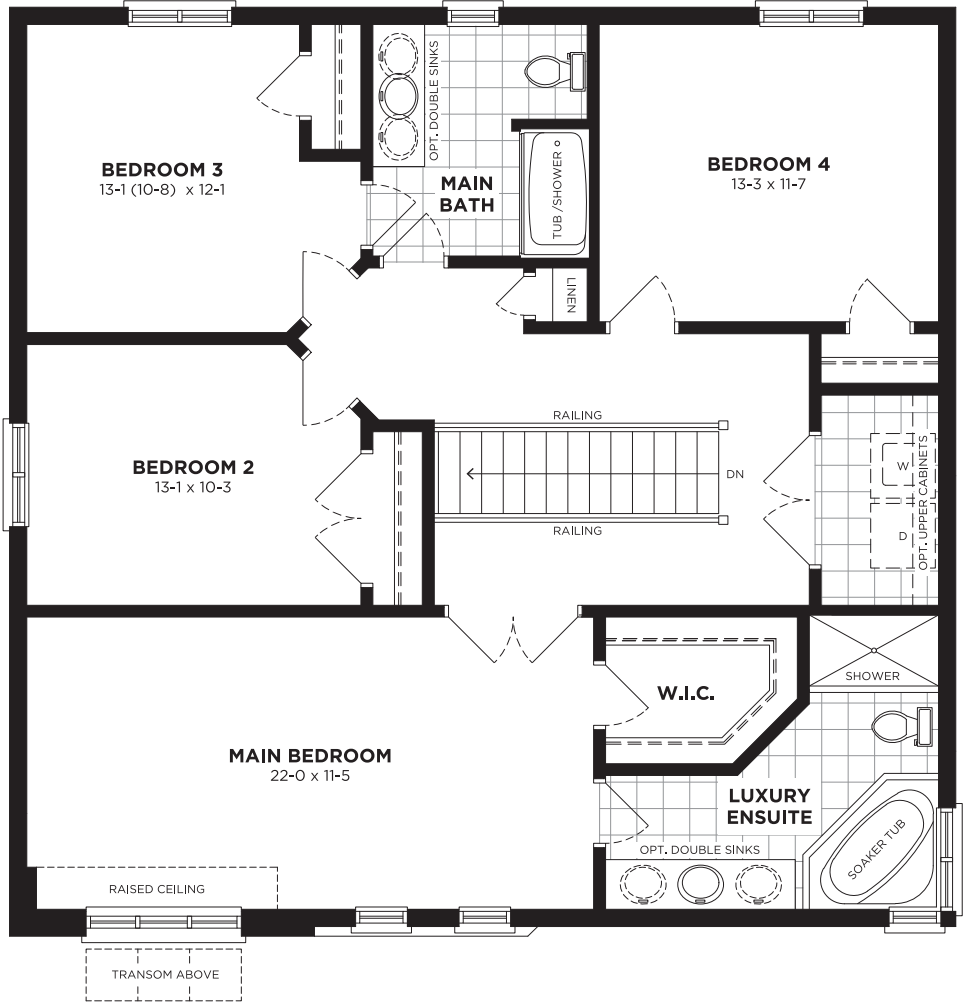 OPT. DOUBLE SINKS
BEDROOM 3
13-1 (10-8) x 12-1
MAIN
BATH
TUB /SHOWER
BEDROOM 4
13-3 x 11-7
LINEN
RAILING
BEDROOM 2
13-1 x 10-3
DN
RAILING
W
D
OPT. UPPER CABINETS
SHOWER
W.I.C.
MAIN BEDROOM
22-0 x 11-5
LUXURY
ENSUITE
OPT. DOUBLE SINKS
SOAKER TUB
RAISED CEILING
TRANSOM ABOVE